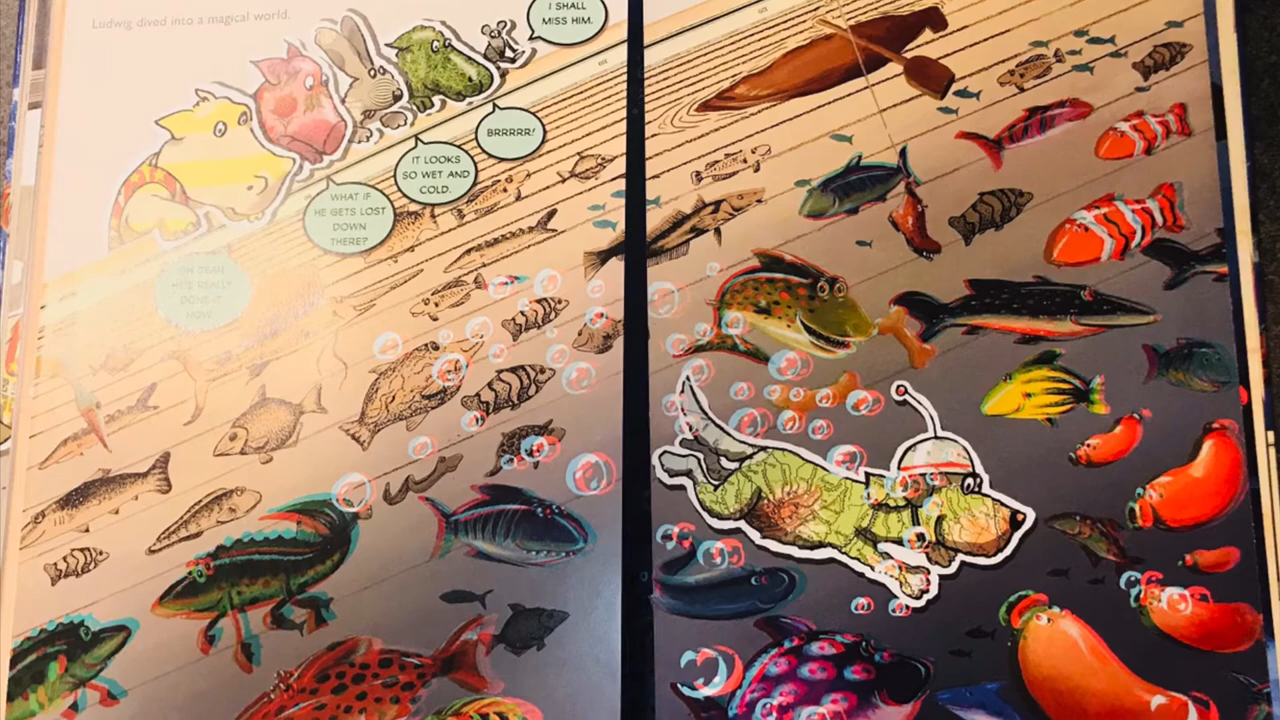 Ludwig dived into a magical world.
I SHALL
MISS HIM.
BRRRRR!
IT LOOKS
SO WET AND
COLD.
WHAT IF
HE GETS LOST
DOWN
THERE?
OH DEAR
HE'S REALLY
DONE IT
NOW.